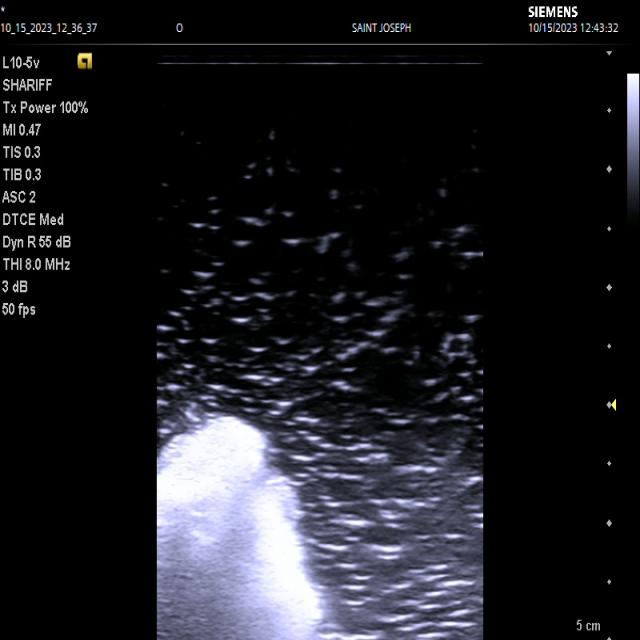 *
SIEMENS
10_15_2023_12_36_37 O SAINT JOSEPH 10/15/2023 12:43:32
L10-5v
SHARIFF
Tx Power 100%
MI 0.47
TIS 0.3
TIB 0.3
ASC 2
DTCE Med
Dyn R 55 dB
THI 8.0 MHz
3 dB
50 fps
5 cm